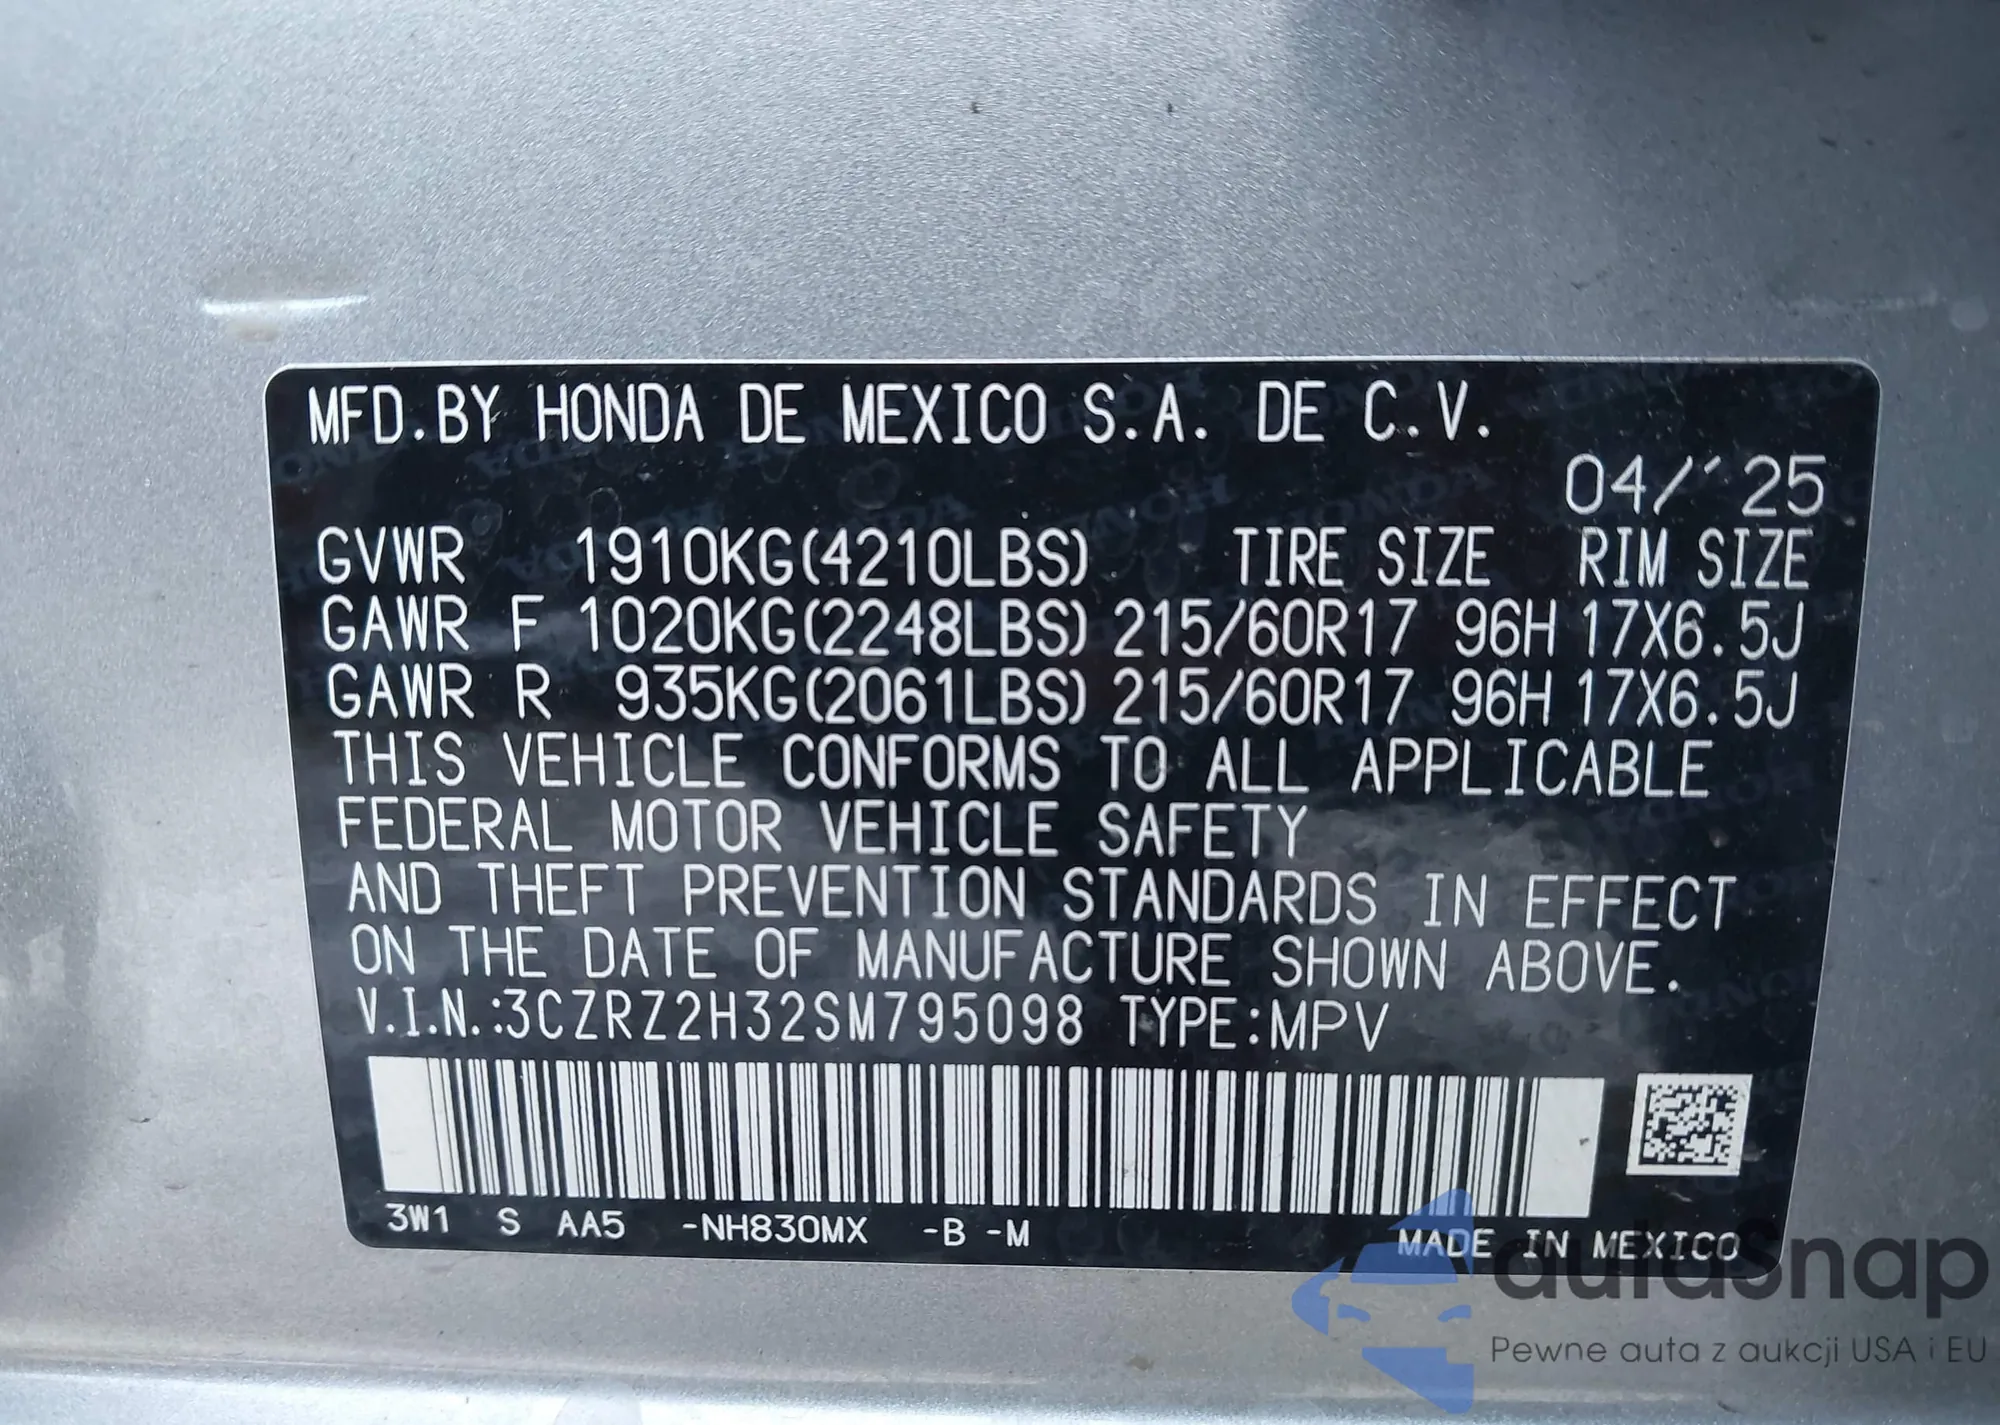 MFD.BY HONDA DE MEXICO S.A. DE C.V.
04/'25
GVWR 1910KG(4210LBS) TIRE SIZE RIM SIZE
GAWR F 1020KG(2248LBS) 215/60R17 96H 17X6.5J
GAWR R 935KG(2061LBS) 215/60R17 96H 17X6.5J
THIS VEHICLE CONFORMS TO ALL APPLICABLE
FEDERAL MOTOR VEHICLE SAFETY
AND THEFT PREVENTION STANDARDS IN EFFECT
ON THE DATE OF MANUFACTURE SHOWN ABOVE.
V.I.N.:3CZRZ2H32SM795098 TYPE:MPV
3W1 S AA5 -NH830MX -B -M MADE IN MEXICO
autaSnap
Pewne auta z aukcji USA i EU